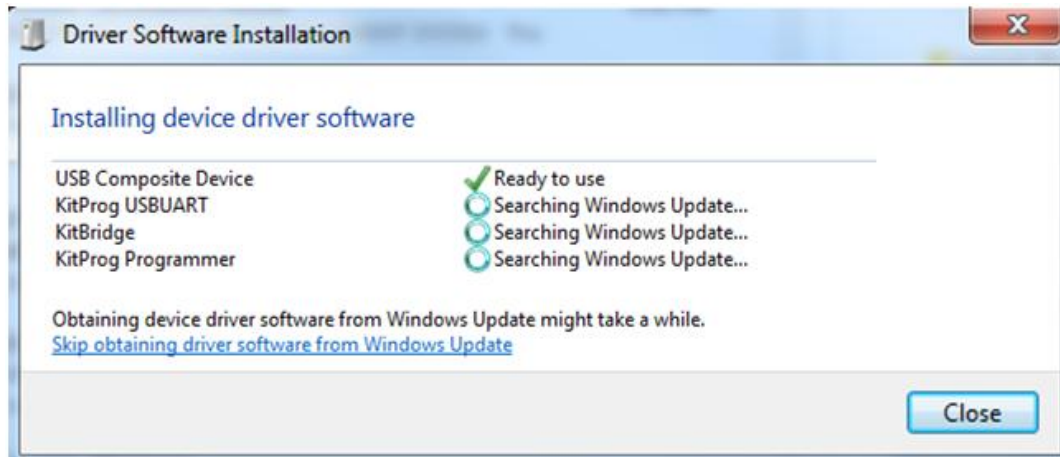 Driver Software Installation
Installing device driver software
USB Composite Device Ready to use
KitProg USBUART Searching Windows Update...
KitBridge Searching Windows Update...
KitProg Programmer Searching Windows Update...
Obtaining device driver software from Windows Update might take a while.
Skip obtaining driver software from Windows Update
Close